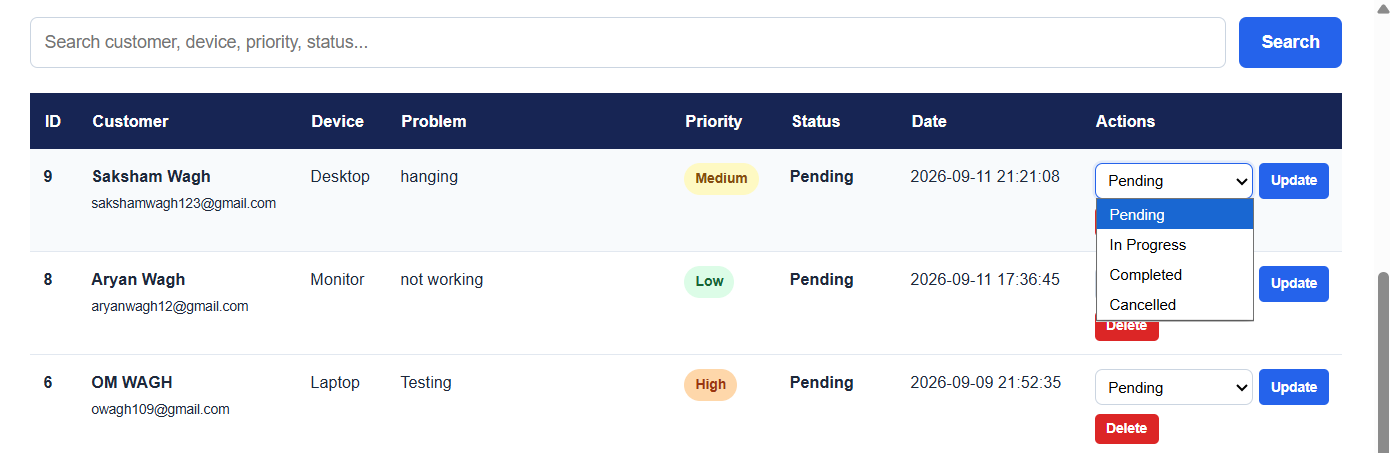 Search customer, device, priority, status...
Search
ID Customer Device Problem Priority Status Date Actions
9 Saksham Wagh Desktop hanging Medium Pending 2026-09-11 21:21:08 Pending Update
sakshamwagh123@gmail.com
Pending
In Progress
Completed
Cancelled
8 Aryan Wagh Monitor not working Low Pending 2026-09-11 17:36:45 Update
aryanwagh12@gmail.com
Delete
6 OM WAGH Laptop Testing High Pending 2026-09-09 21:52:35 Pending Update
owagh109@gmail.com
Delete